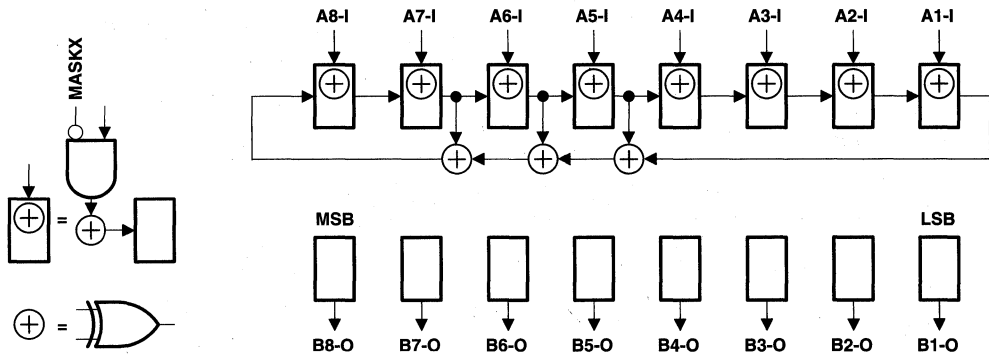 A8-I A7-I A6-I A5-I A4-I A3-I A2-I A1-I
MASKX
=
MSB LSB
=
B8-O B7-O B6-O B5-O B4-O B3-O B2-O B1-O